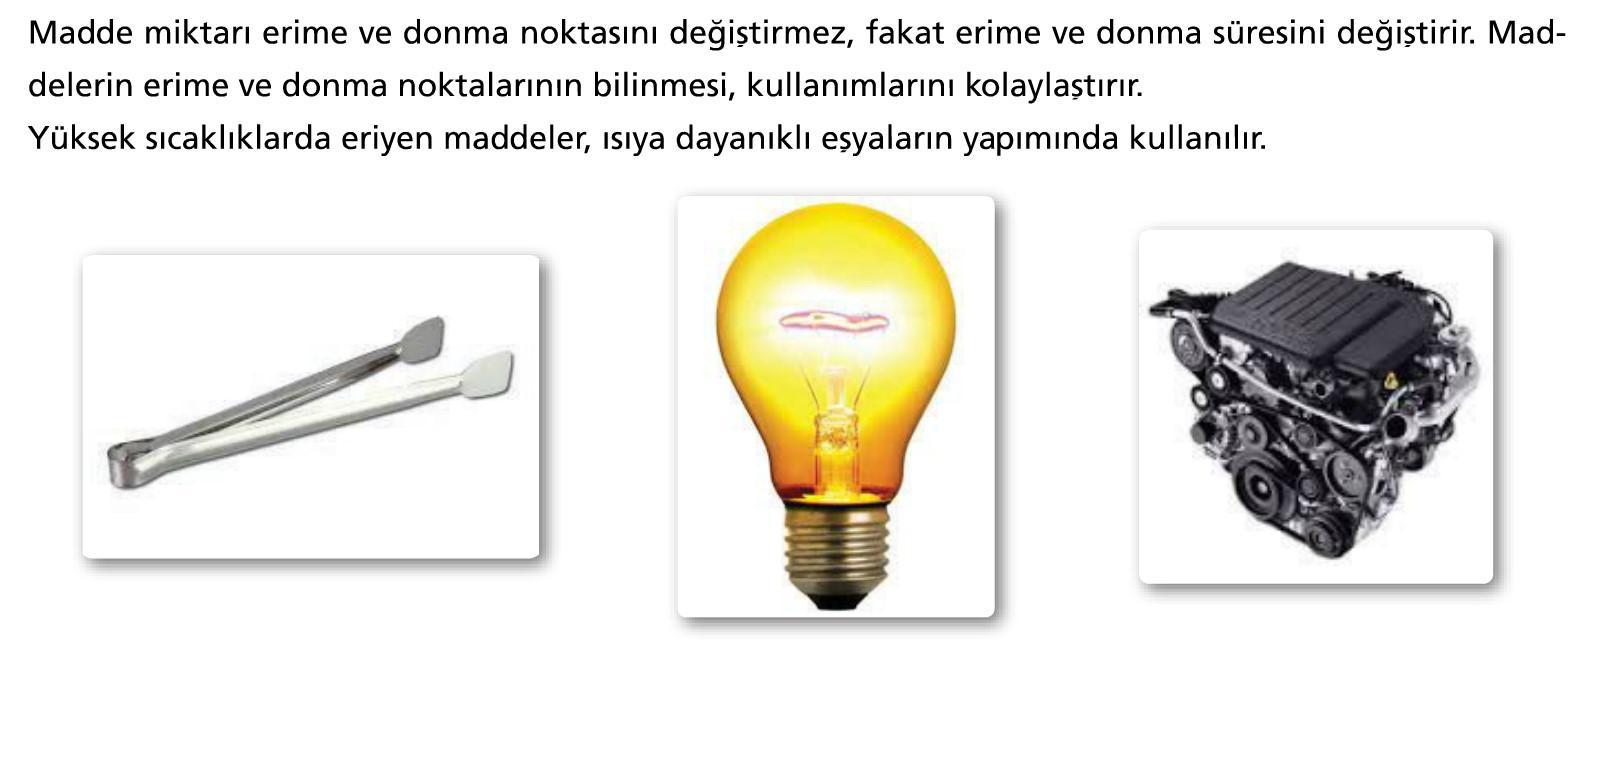 Madde miktarı erime ve donma noktasını değiştirmez, fakat erime ve donma süresini değiştirir. Mad-
delerin erime ve donma noktalarının bilinmesi, kullanımlarını kolaylaştırır.
Yüksek sıcaklıklarda eriyen maddeler, ısıya dayanıklı eşyaların yapımında kullanılır.